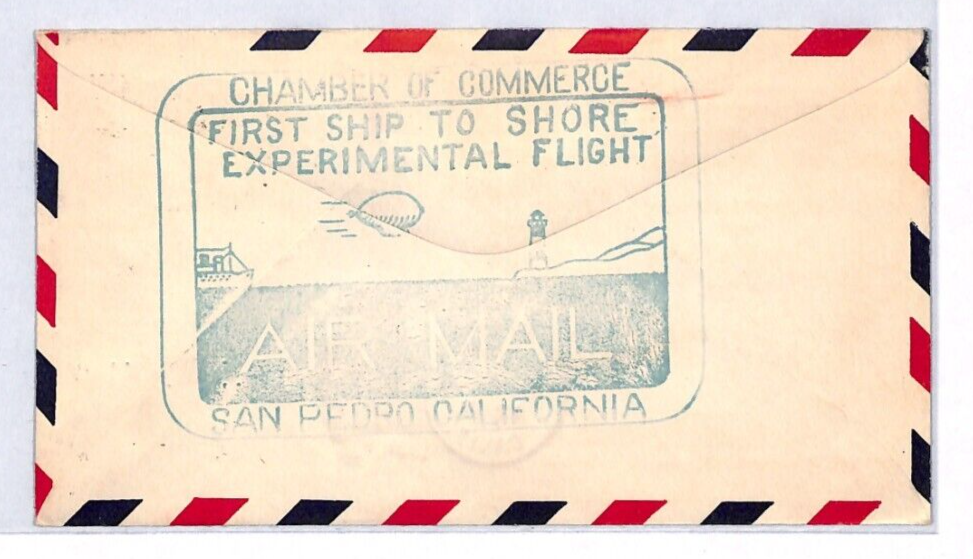 CHAMBER OF COMMERCE
FIRST SHIP TO SHORE
EXPERIMENTAL FLIGHT
AIR MAIL
SAN PEDRO CALIFORNIA